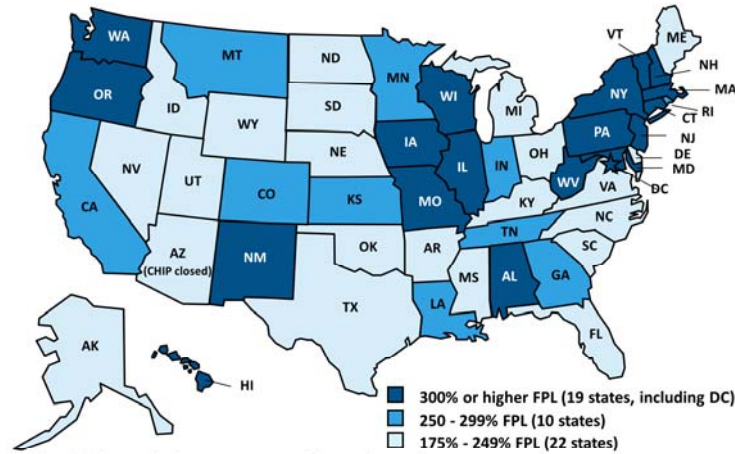 WA
MT
ND
MN
VT
ME
NH
MA
RI
CT
OR
ID
SD
WI
MI
NY
WY
IA
PA
NJ
NE
NV
UT
CO
IL
IN
OH
DE
MD
DC
CA
KS
MO
WV
VA
KY
NC
AZ
(CHIP closed)
NM
OK
AR
TN
SC
MS
AL
GA
TX
LA
FL
AK
HI
300% or higher FPL (19 states, including DC)
250 - 299% FPL (10 states)
175% - 249% FPL (22 states)